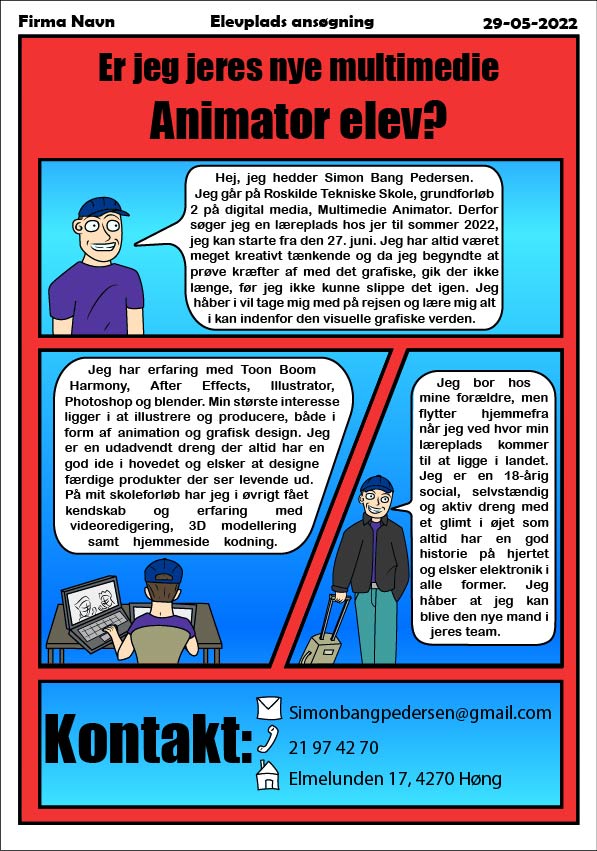 Firma Navn Elevplads ansøgning 29-05-2022
Er jeg jeres nye multimedie
Animator elev?
Hej, jeg hedder Simon Bang Pedersen.
Jeg går på Roskilde Tekniske Skole, grundforløb
2 på digital media, Multimedie Animator. Derfor
søger jeg en læreplads hos jer til sommer 2022,
jeg kan starte fra den 27. juni. Jeg har altid været
meget kreativt tænkende og da jeg begyndte at
prøve kræfter af med det grafiske, gik der ikke
længe, før jeg ikke kunne slippe det igen. Jeg
håber i vil tage mig med på rejsen og lære mig alt
i kan indenfor den visuelle grafiske verden.
Jeg har erfaring med Toon Boom
Harmony, After Effects, Illustrator,
Photoshop og blender. Min største interesse
ligger i at illustrere og producere, både i
form af animation og grafisk design. Jeg
er en udadvendt dreng der altid har en
god ide i hovedet og elsker at designe
færdige produkter der ser levende ud.
På mit skoleforløb har jeg i øvrigt fået
kendskab og erfaring med
videoredigering, 3D modellering
samt hjemmeside kodning.
Jeg bor hos
mine forældre, men
flytter hjemmefra
når jeg ved hvor min
læreplads kommer
til at ligge i landet.
Jeg er en 18-årig
social, selvstændig
og aktiv dreng med
et glimt i øjet som
altid har en god
historie på hjertet
og elsker elektronik i
alle former. Jeg
håber at jeg kan
blive den nye mand i
jeres team.
Kontakt:
Simonbangpedersen@gmail.com
21 97 42 70
Elmelunden 17, 4270 Høng